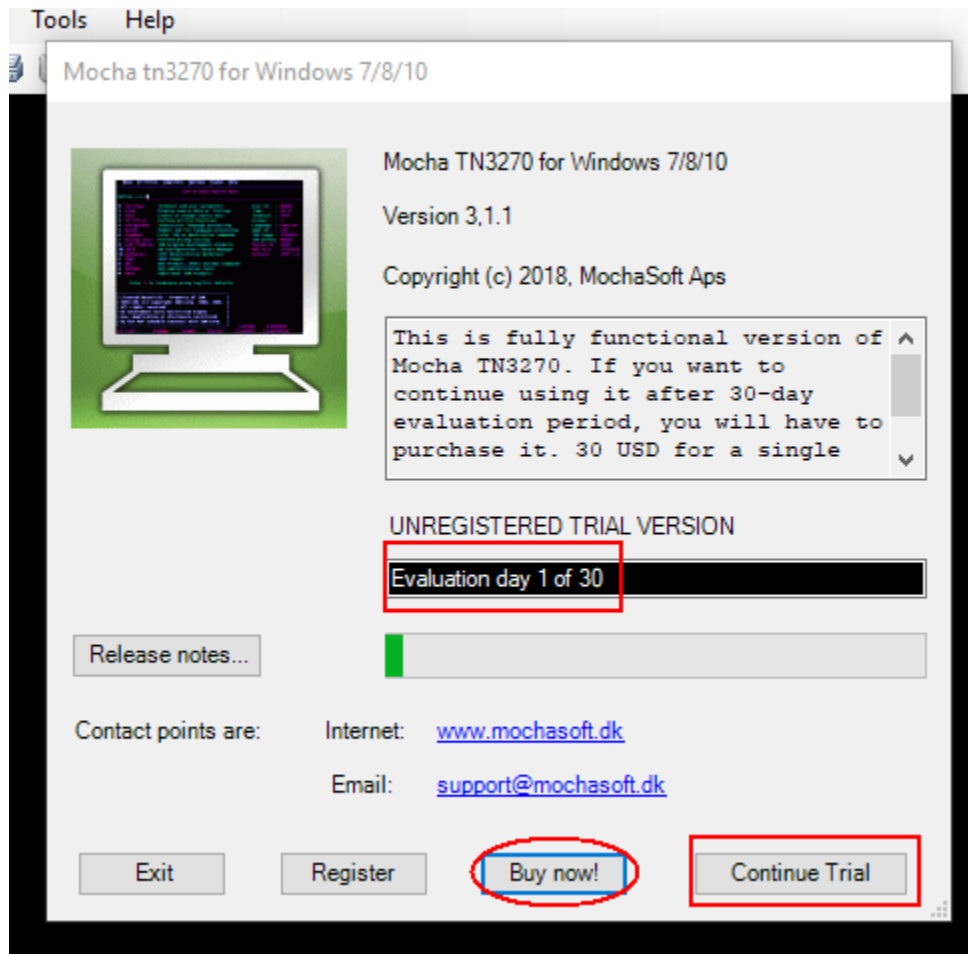 Tools Help
Mocha tn3270 for Windows 7/8/10
Mocha TN3270 for Windows 7/8/10
Version 3,1.1
Copyright (c) 2018, MochaSoft Aps
This is fully functional version of
Mocha TN3270. If you want to
continue using it after 30-day
evaluation period, you will have to
purchase it. 30 USD for a single
UNREGISTERED TRIAL VERSION
Evaluation day 1 of 30
Release notes...
Contact points are: Internet: www.mochasoft.dk
Email: support@mochasoft.dk
Exit Register Buy now! Continue Trial